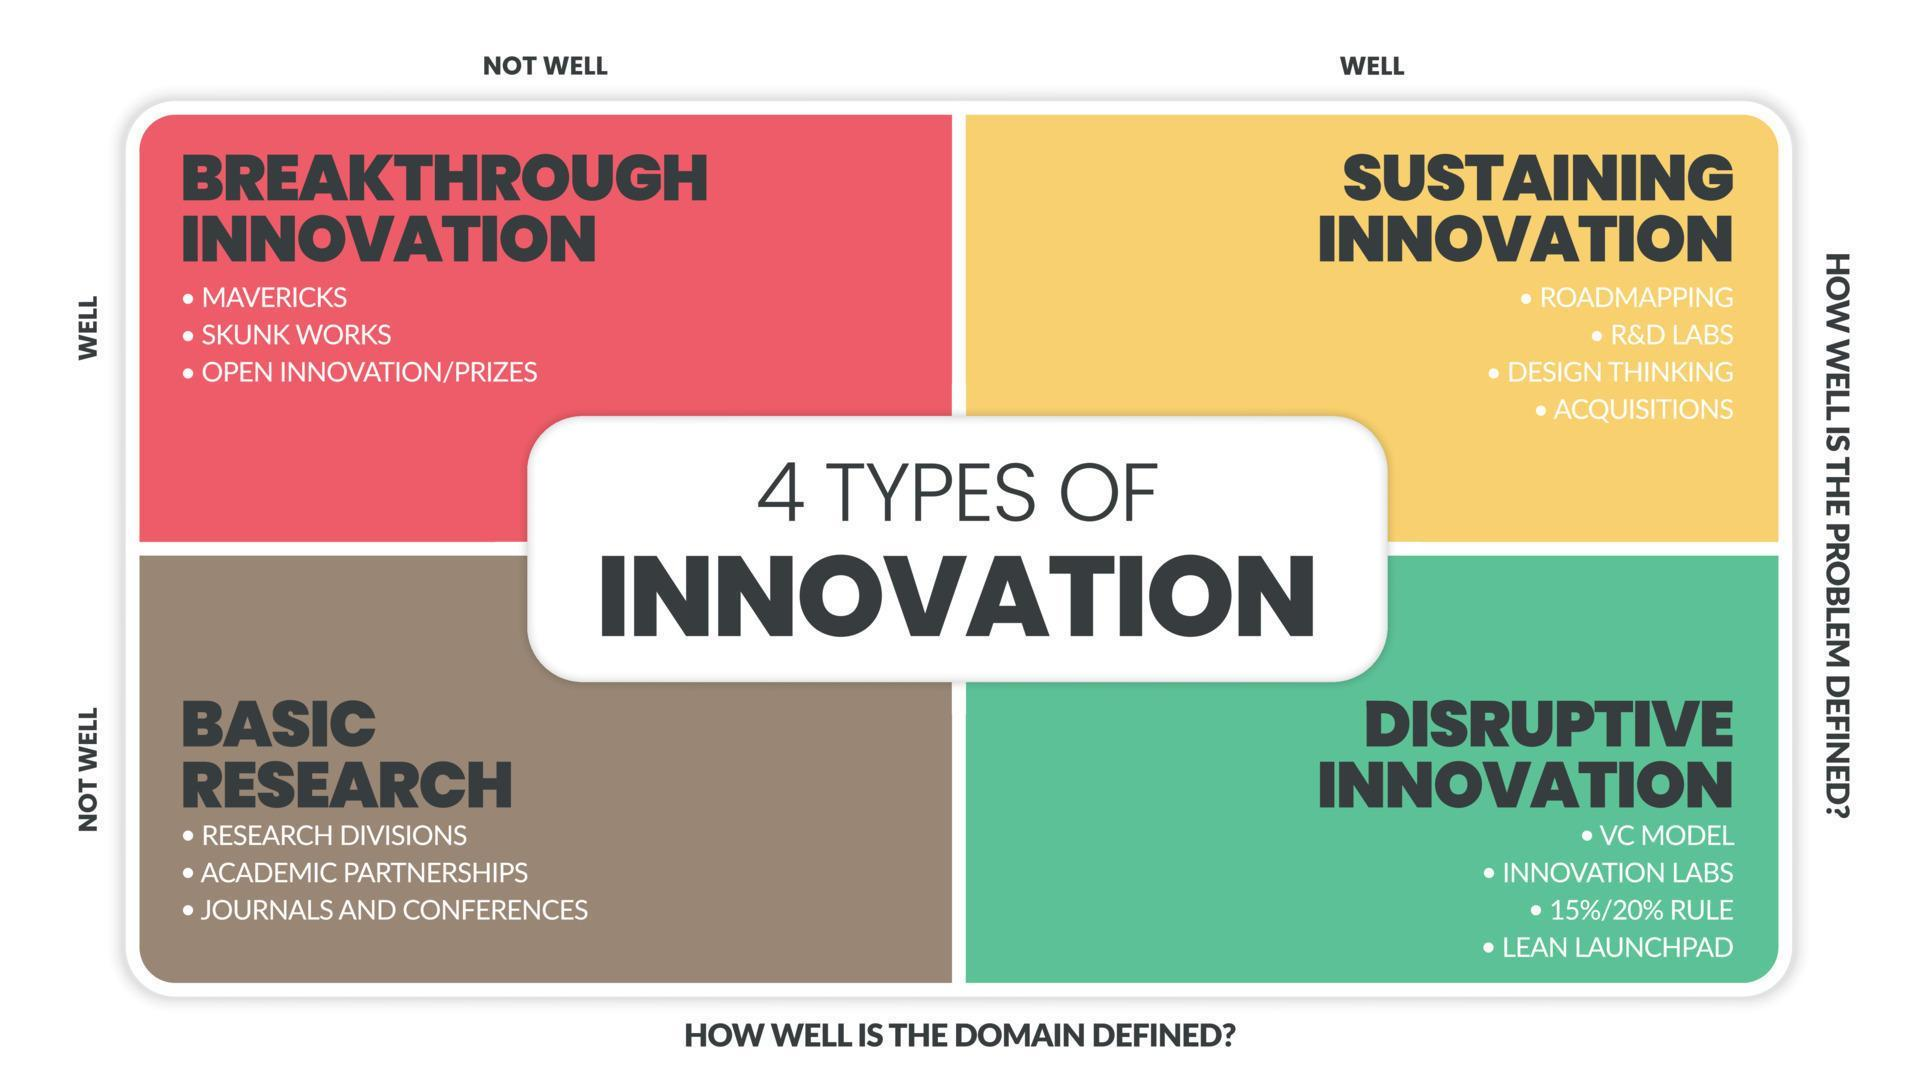 NOT WELL
WELL
BREAKTHROUGH
INNOVATION
• MAVERICKS
• SKUNK WORKS
• OPEN INNOVATION/PRIZES
SUSTAINING
INNOVATION
• ROADMAPPING
• R&D LABS
• DESIGN THINKING
• ACQUISITIONS
WELL
HOW WELL IS THE PROBLEM DEFINED?
4 TYPES OF
INNOVATION
NOT WELL
BASIC
RESEARCH
• RESEARCH DIVISIONS
• ACADEMIC PARTNERSHIPS
• JOURNALS AND CONFERENCES
DISRUPTIVE
INNOVATION
• VC MODEL
• INNOVATION LABS
• 15%/20% RULE
• LEAN LAUNCHPAD
HOW WELL IS THE DOMAIN DEFINED?